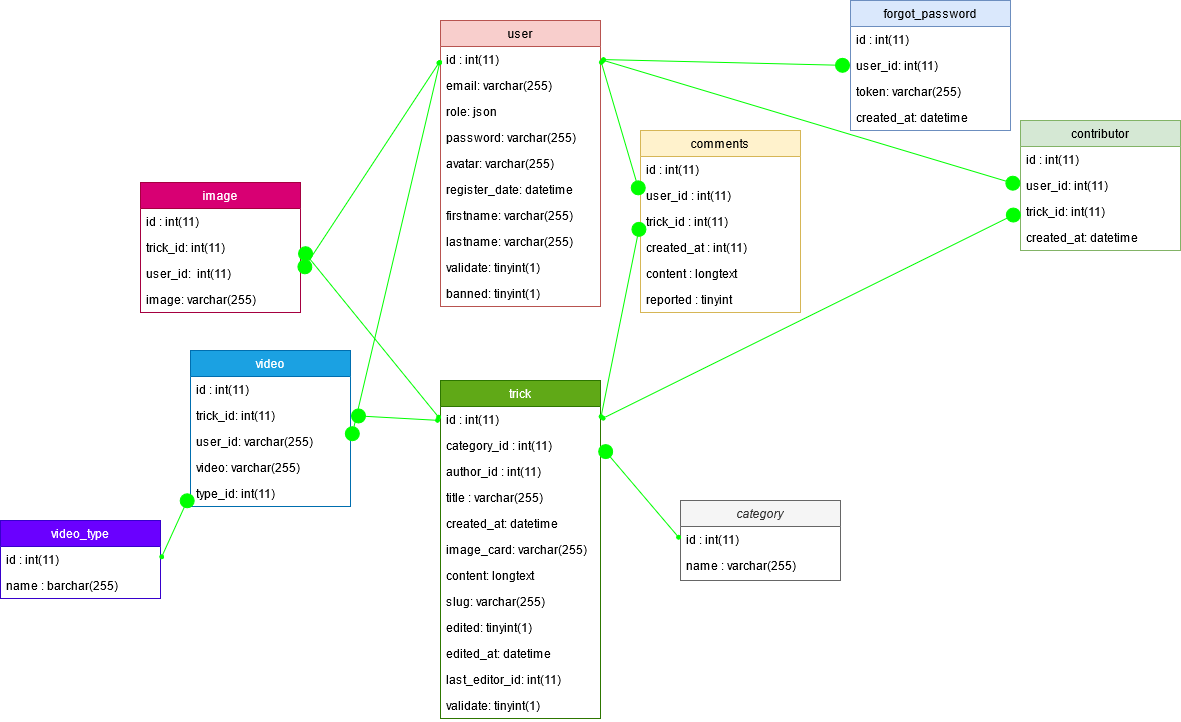 forgot_password
id : int(11)
user_id: int(11)
token: varchar(255)
created_at: datetime
user
id : int(11)
email: varchar(255)
role: json
password: varchar(255)
avatar: varchar(255)
register_date: datetime
firstname: varchar(255)
lastname: varchar(255)
validate: tinyint(1)
banned: tinyint(1)
contributor
id : int(11)
user_id: int(11)
trick_id: int(11)
created_at: datetime
comments
id : int(11)
user_id : int(11)
trick_id : int(11)
created_at : int(11)
content : longtext
reported : tinyint
image
id : int(11)
trick_id: int(11)
user_id:  int(11)
image: varchar(255)
video
id : int(11)
trick_id: int(11)
user_id: varchar(255)
video: varchar(255)
type_id: int(11)
trick
id : int(11)
category_id : int(11)
author_id : int(11)
title : varchar(255)
created_at: datetime
image_card: varchar(255)
content: longtext
slug: varchar(255)
edited: tinyint(1)
edited_at: datetime
last_editor_id: int(11)
validate: tinyint(1)
category
id : int(11)
name : varchar(255)
video_type
id : int(11)
name : barchar(255)